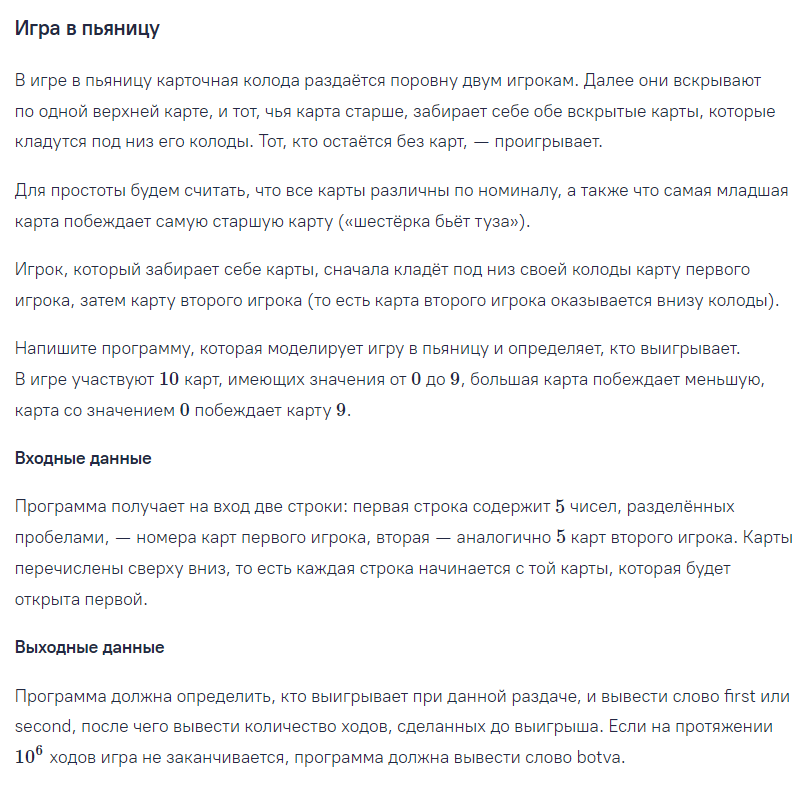 Игра в пьяницу
В игре в пьяницу карточная колода раздаётся поровну двум игрокам. Далее они вскрывают
по одной верхней карте, и тот, чья карта старше, забирает себе обе вскрытые карты, которые
кладутся под низ его колоды. Тот, кто остаётся без карт, — проигрывает.
Для простоты будем считать, что все карты различны по номиналу, а также что самая младшая
карта побеждает самую старшую карту («шестёрка бьёт туза»).
Игрок, который забирает себе карты, сначала кладёт под низ своей колоды карту первого
игрока, затем карту второго игрока (то есть карта второго игрока оказывается внизу колоды).
Напишите программу, которая моделирует игру в пьяницу и определяет, кто выигрывает.
В игре участвуют 10 карт, имеющих значения от 0 до 9, большая карта побеждает меньшую,
карта со значением 0 побеждает карту 9.
Входные данные
Программа получает на вход две строки: первая строка содержит 5 чисел, разделённых
пробелами, — номера карт первого игрока, вторая — аналогично 5 карт второго игрока. Карты
перечислены сверху вниз, то есть каждая строка начинается с той карты, которая будет
открыта первой.
Выходные данные
Программа должна определить, кто выигрывает при данной раздаче, и вывести слово first или
second, после чего вывести количество ходов, сделанных до выигрыша. Если на протяжении
10⁶ ходов игра не заканчивается, программа должна вывести слово botva.